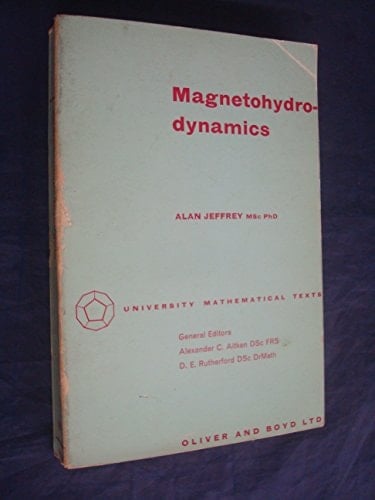 Magnetohydro-
dynamics
ALAN JEFFREY MSc PhD
UNIVERSITY MATHEMATICAL TEXTS
General Editors
Alexander C. Aitken DSc FRS
D. E. Rutherford DSc DrMath
OLIVER AND BOYD LTD